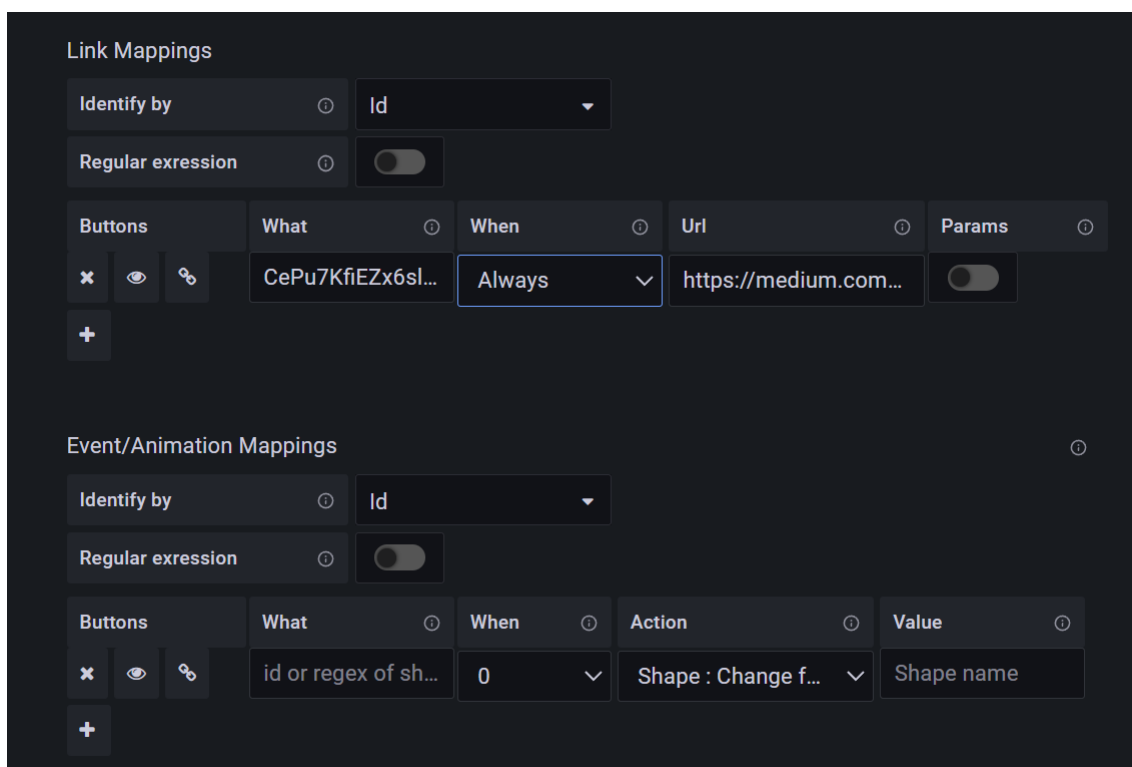 Link Mappings
Identify by Id
Regular exression
Buttons What When Url Params
CePu7KfiEZx6sl... Always https://medium.com...
Event/Animation Mappings
Identify by Id
Regular exression
Buttons What When Action Value
id or regex of sh... 0 Shape : Change f... Shape name